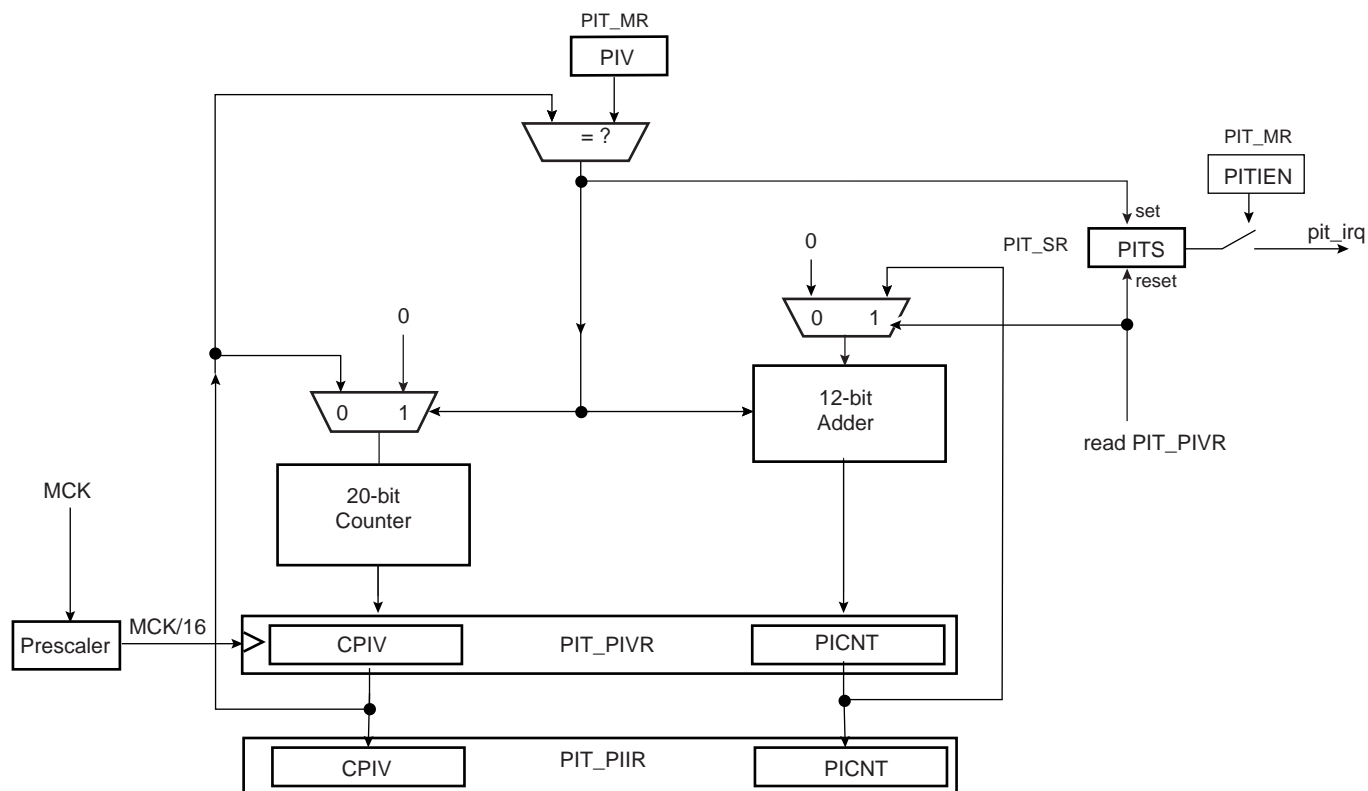 PIT_MR
PIV
= ?
PIT_MR
PITIEN
set
0
PIT_SR
PITS
pit_irq
reset
0
0 1
0 1
12-bit
Adder
read PIT_PIVR
MCK
20-bit
Counter
MCK/16
Prescaler
CPIV
PIT_PIVR
PICNT
CPIV
PIT_PIIR
PICNT